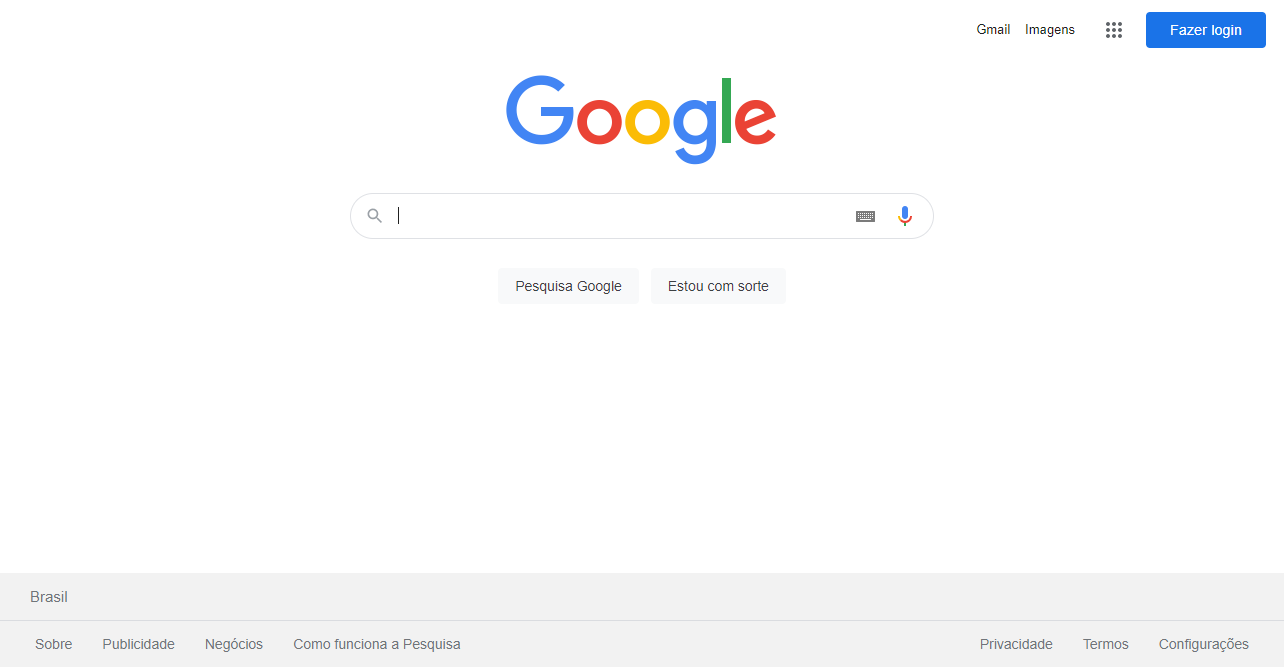 Gmail Imagens Fazer login
Google
Pesquisa Google Estou com sorte
Brasil
Sobre Publicidade Negócios Como funciona a Pesquisa Privacidade Termos Configurações